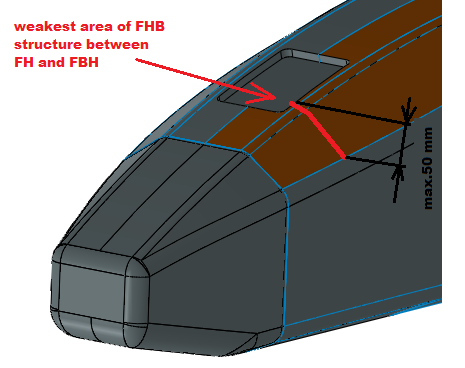 weakest area of FHB
structure between
FH and FBH
max.50 mm